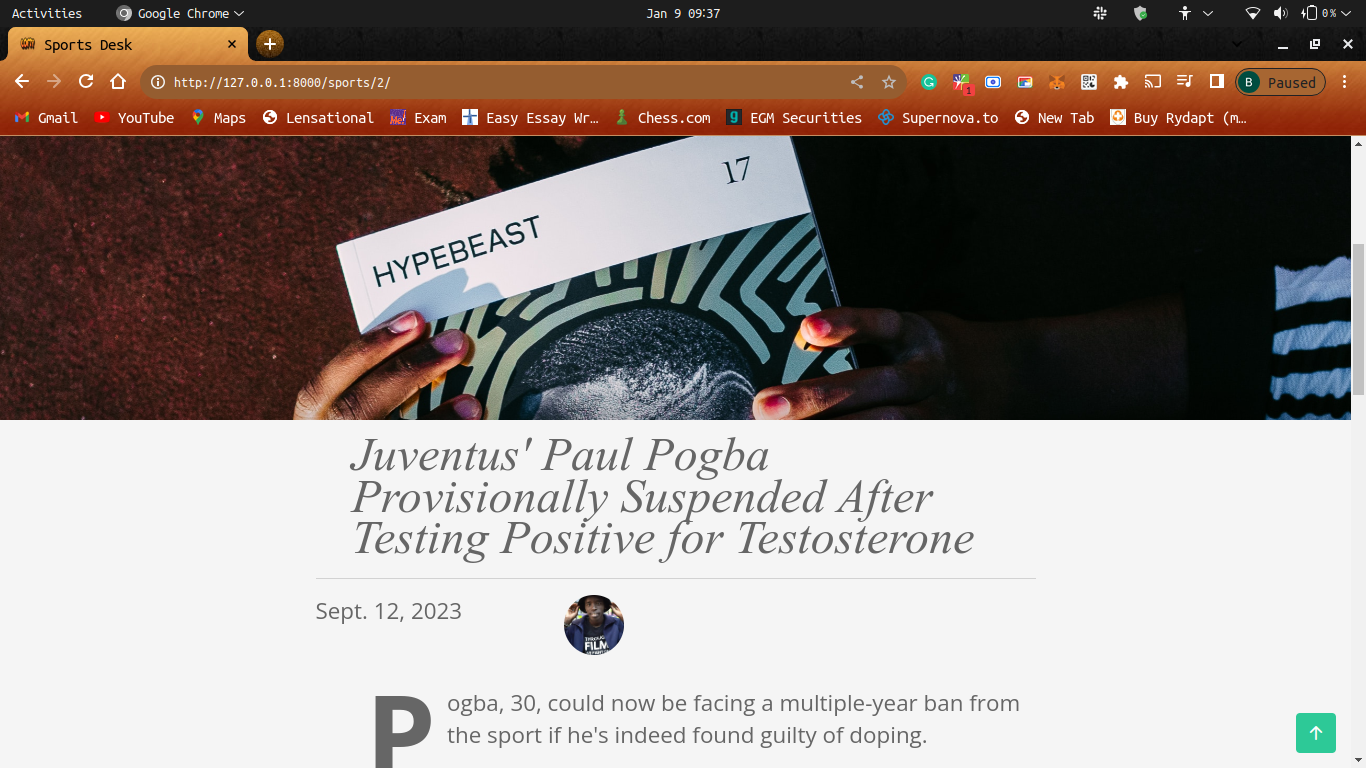 Activities Google Chrome Jan 9 09:37 0%
Sports Desk
http://127.0.0.1:8000/sports/2/ 1 B Paused
Gmail YouTube Maps Lensational Exam Easy Essay Wr... Chess.com EGM Securities Supernova.to New Tab Buy Rydapt (m...
17
HYPEBEAST
Juventus' Paul Pogba
Provisionally Suspended After
Testing Positive for Testosterone
Sept. 12, 2023
FILM
Pogba, 30, could now be facing a multiple-year ban from
the sport if he's indeed found guilty of doping.